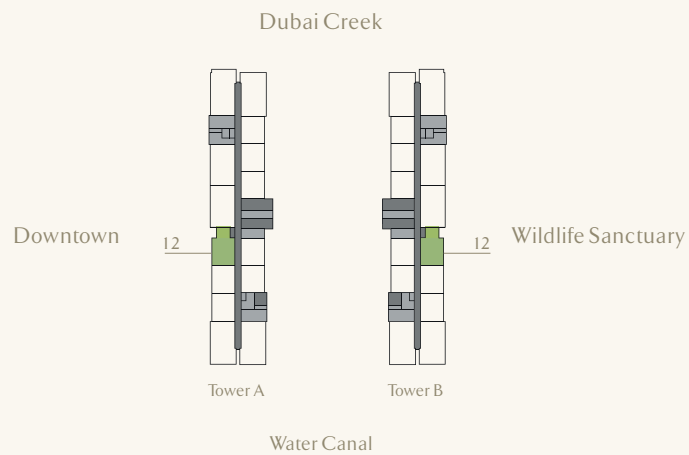 Dubai Creek
Downtown
12
12
Wildlife Sanctuary
Tower A
Tower B
Water Canal